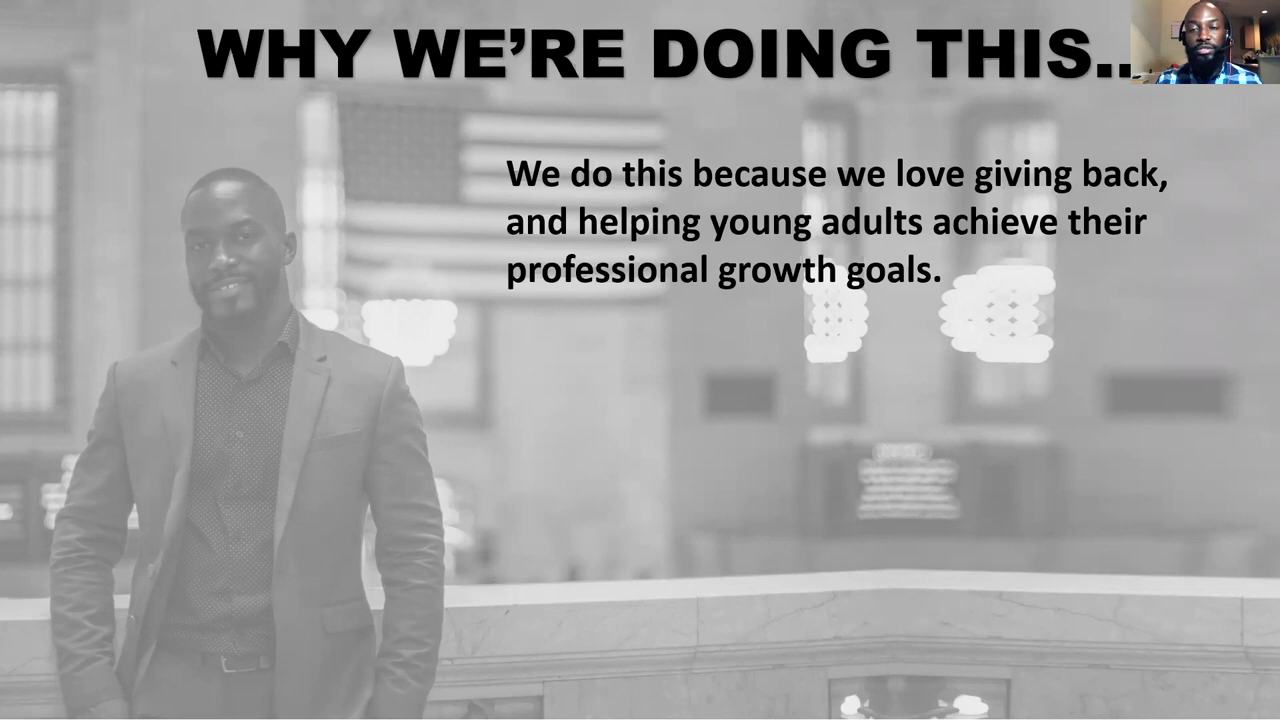 WHY WE’RE DOING THIS..
We do this because we love giving back,
and helping young adults achieve their
professional growth goals.